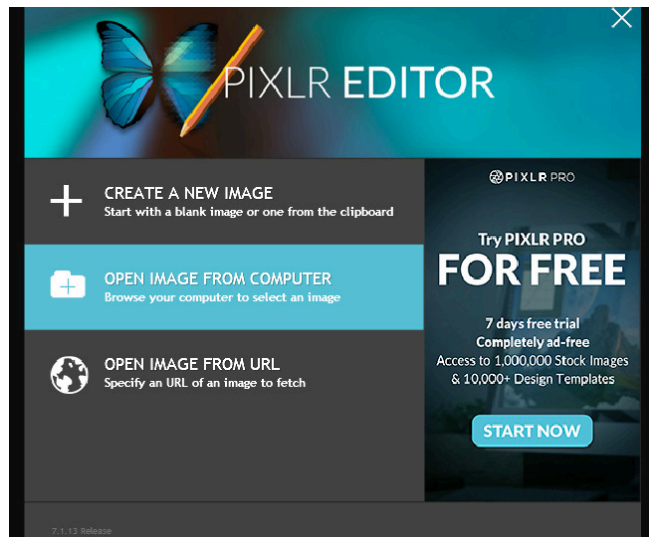 PIXLR EDITOR
CREATE A NEW IMAGE
Start with a blank image or one from the clipboard
OPEN IMAGE FROM COMPUTER
Browse your computer to select an image
OPEN IMAGE FROM URL
Specify an URL of an image to fetch
PIXLR PRO
Try PIXLR PRO
FOR FREE
7 days free trial
Completely ad-free
Access to 1,000,000 Stock Images
& 10,000+ Design Templates
START NOW
7.1.13 Release